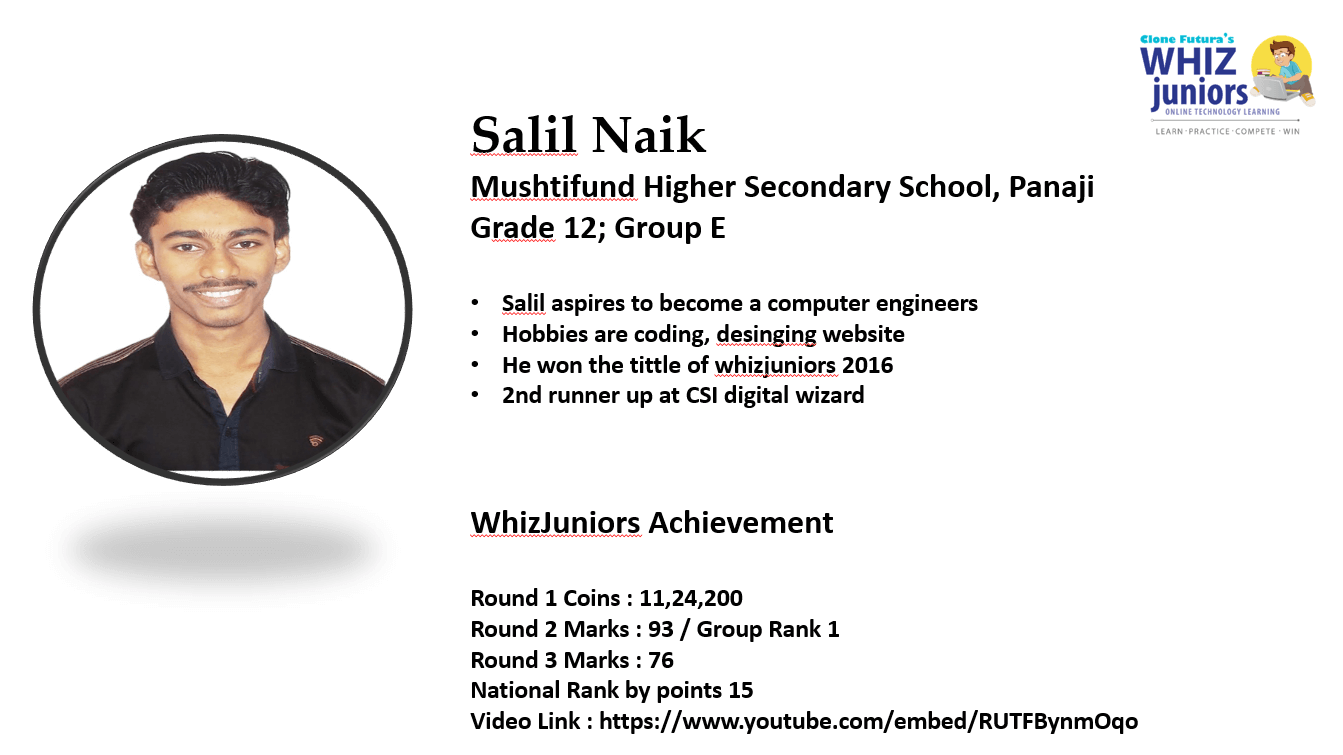 Clone Futura's
WHIZ
juniors
ONLINE TECHNOLOGY LEARNING
LEARN · PRACTICE · COMPETE · WIN
Salil Naik
Mushtifund Higher Secondary School, Panaji
Grade 12; Group E
• Salil aspires to become a computer engineers
• Hobbies are coding, desinging website
• He won the tittle of whizjuniors 2016
• 2nd runner up at CSI digital wizard
WhizJuniors Achievement
Round 1 Coins : 11,24,200
Round 2 Marks : 93 / Group Rank 1
Round 3 Marks : 76
National Rank by points 15
Video Link : https://www.youtube.com/embed/RUTFBynmOqo